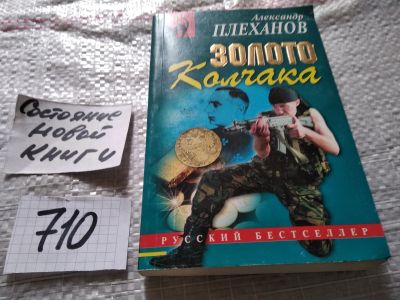 Александр
ПЛЕХАНОВ
ЗОЛОТО
Колчака
РУССКИЙ БЕСТСЕЛЛЕР
Состояние
новой
книги
710